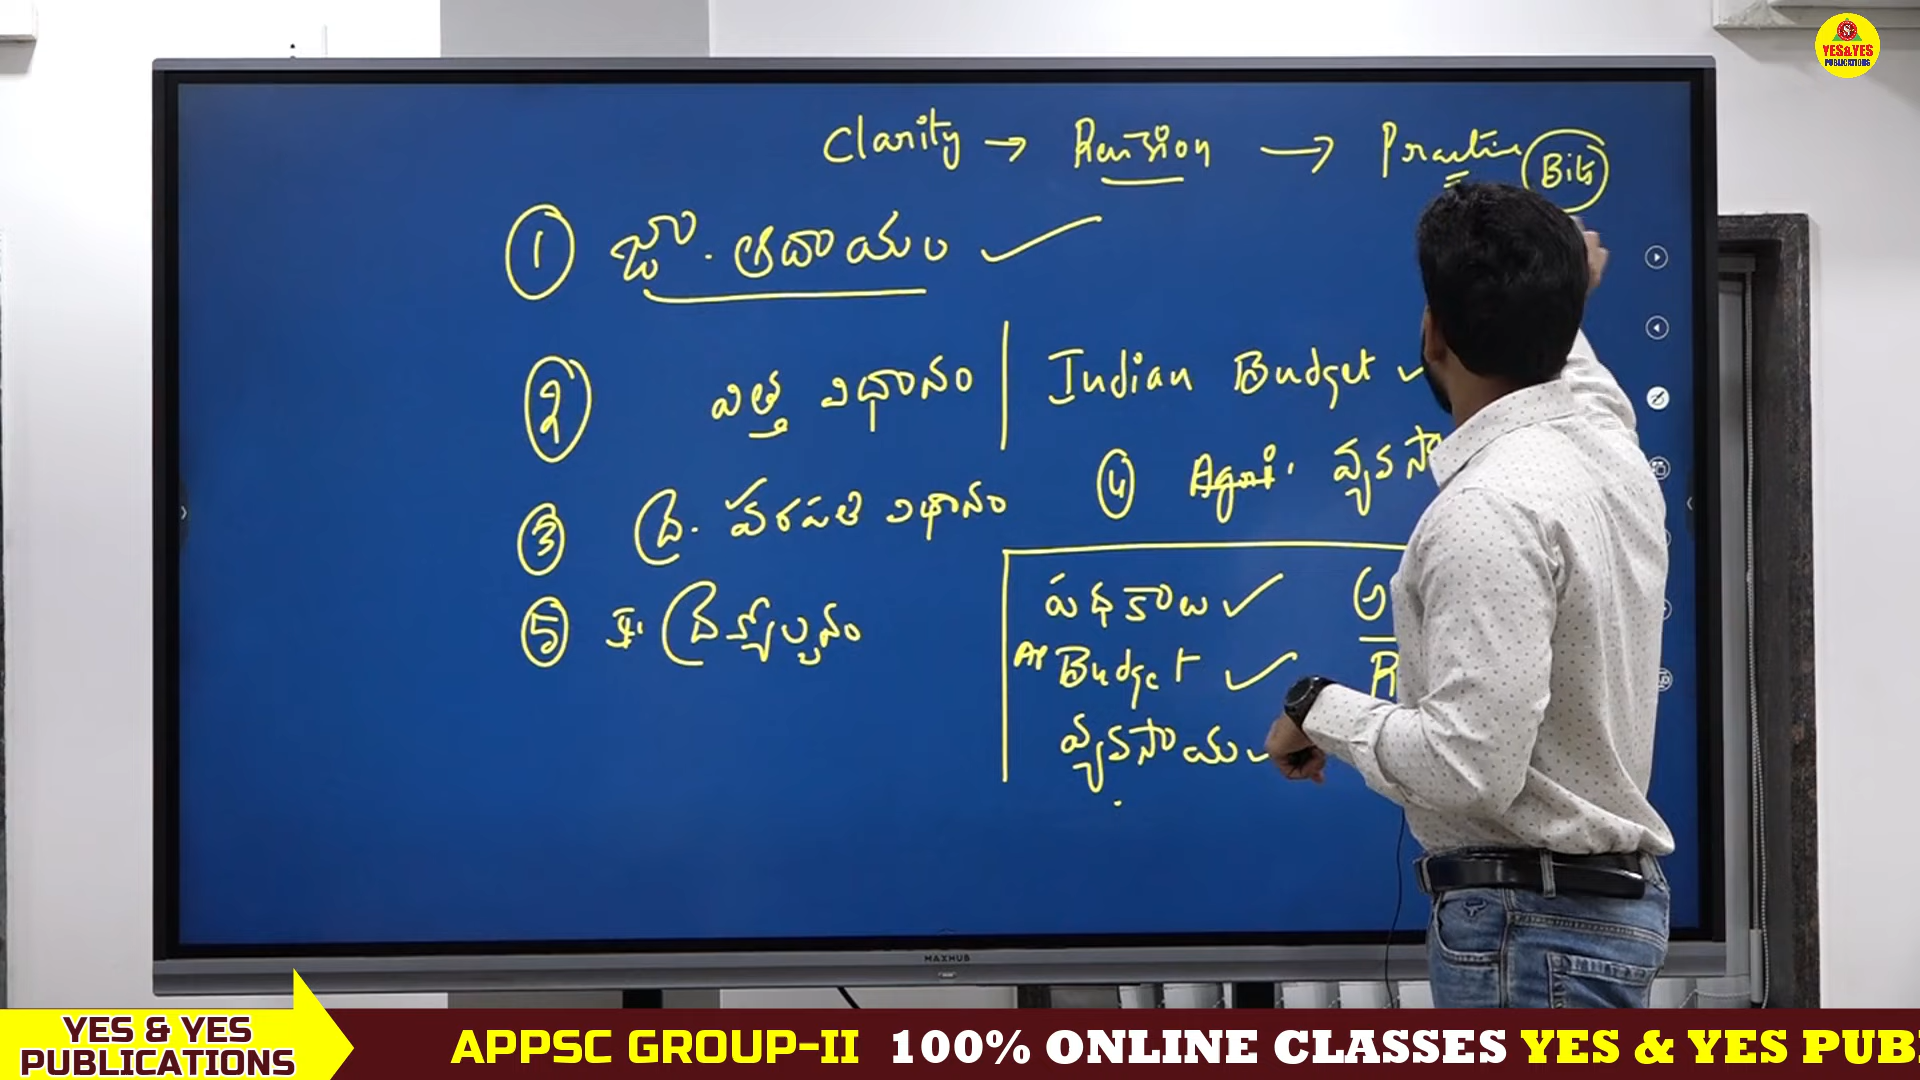 YES&YES
PUBLICATIONS
Clarity → Revision → Practice Bits
1 జా. ఆదాయం
2 విత్త విధానం | Indian Budget
3 ద్ర. పరపతి విధానం
4 Agri. వ్యవసా
5 ద్రవ్యోల్బణం
పథకాలు
AP Budget
వ్యవసాయ
MAXHUB
YES & YES
PUBLICATIONS
APPSC GROUP-II 100% ONLINE CLASSES YES & YES PUB